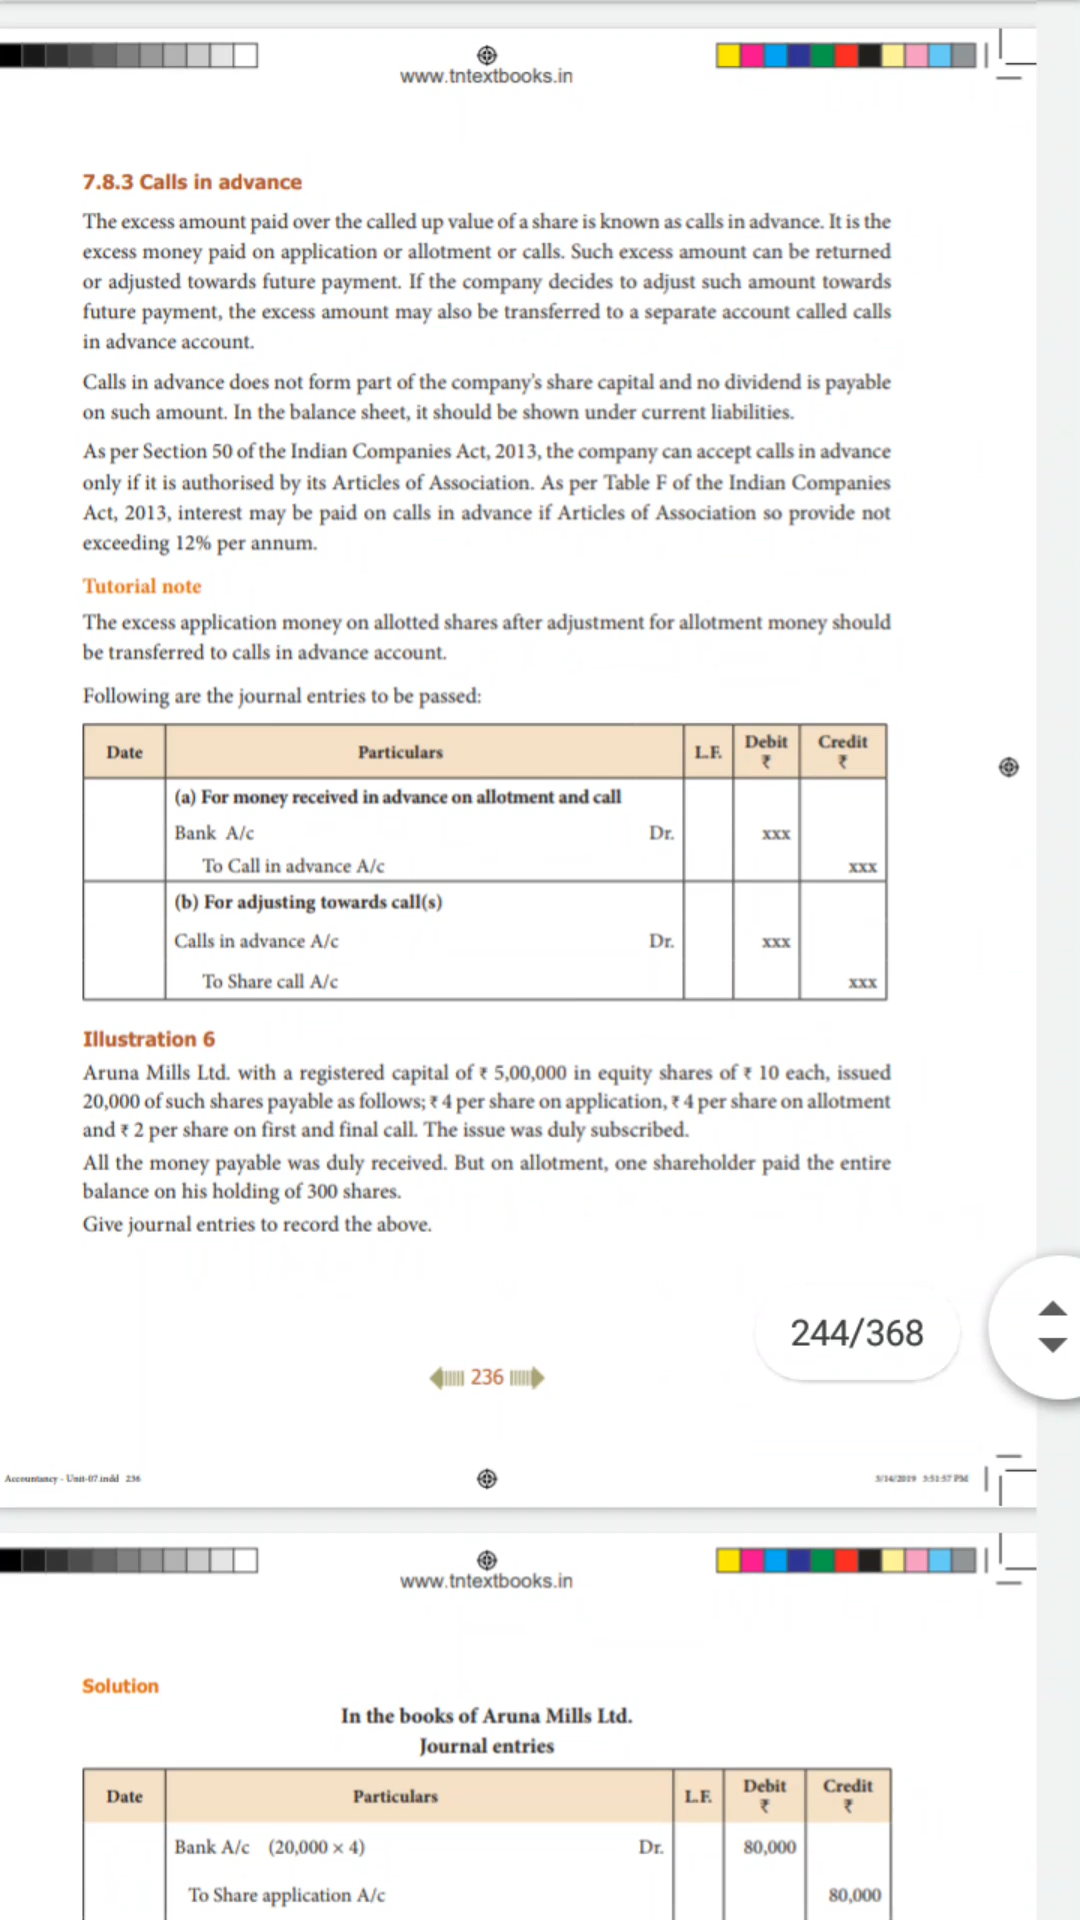 www.tntextbooks.in
7.8.3 Calls in advance
The excess amount paid over the called up value of a share is known as calls in advance. It is the
excess money paid on application or allotment or calls. Such excess amount can be returned
or adjusted towards future payment. If the company decides to adjust such amount towards
future payment, the excess amount may also be transferred to a separate account called calls
in advance account.
Calls in advance does not form part of the company's share capital and no dividend is payable
on such amount. In the balance sheet, it should be shown under current liabilities.
As per Section 50 of the Indian Companies Act, 2013, the company can accept calls in advance
only if it is authorised by its Articles of Association. As per Table F of the Indian Companies
Act, 2013, interest may be paid on calls in advance if Articles of Association so provide not
exceeding 12% per annum.
Tutorial note
The excess application money on allotted shares after adjustment for allotment money should
be transferred to calls in advance account.
Following are the journal entries to be passed:
Date Particulars L.F. Debit ₹ Credit ₹
(a) For money received in advance on allotment and call
Bank A/c Dr. xxx
To Call in advance A/c xxx
(b) For adjusting towards call(s)
Calls in advance A/c Dr. xxx
To Share call A/c xxx
Illustration 6
Aruna Mills Ltd. with a registered capital of ₹ 5,00,000 in equity shares of ₹ 10 each, issued
20,000 of such shares payable as follows; ₹ 4 per share on application, ₹ 4 per share on allotment
and ₹ 2 per share on first and final call. The issue was duly subscribed.
All the money payable was duly received. But on allotment, one shareholder paid the entire
balance on his holding of 300 shares.
Give journal entries to record the above.
244/368
236
Accountancy - Unit-07.indd 236 3/14/2019 3:51:57 PM
www.tntextbooks.in
Solution
In the books of Aruna Mills Ltd.
Journal entries
Date Particulars L.F. Debit ₹ Credit ₹
Bank A/c (20,000 × 4) Dr. 80,000
To Share application A/c 80,000